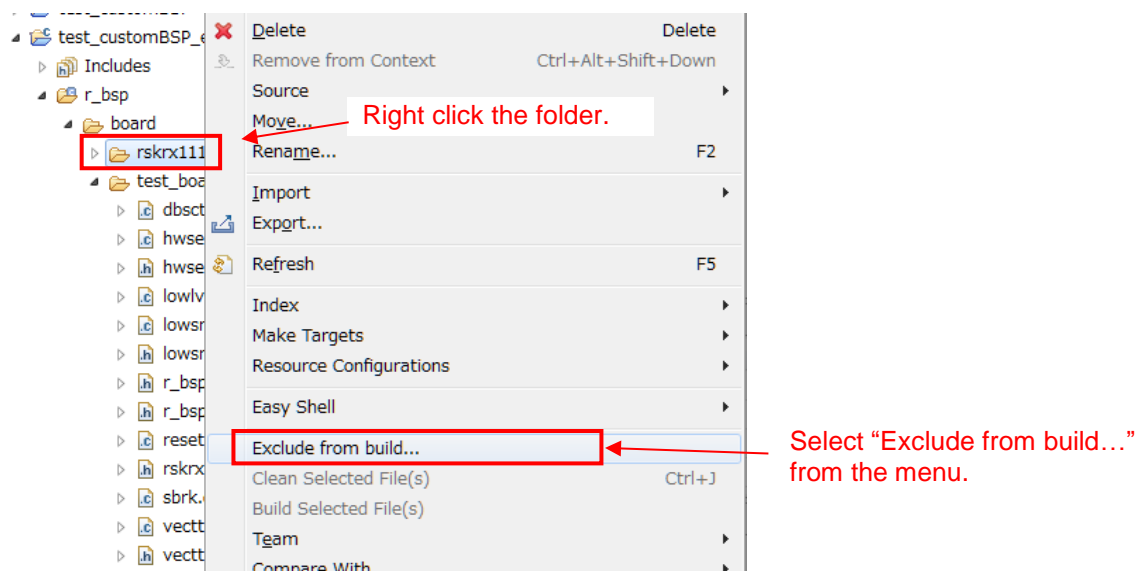 test_customBSP_e
Includes
r_bsp
board
rskrx111
test_boa
dbsct
hwse
hwse
lowlv
lowsr
lowsr
r_bsp
r_bsp
reset
rskrx
sbrk.
vectt
vectt
Delete Delete
Remove from Context Ctrl+Alt+Shift+Down
Source
Move...
Rename... F2
Import
Export...
Refresh F5
Index
Make Targets
Resource Configurations
Easy Shell
Exclude from build...
Clean Selected File(s) Ctrl+J
Build Selected File(s)
Team
Compare With
Right click the folder.
Select “Exclude from build…”
from the menu.